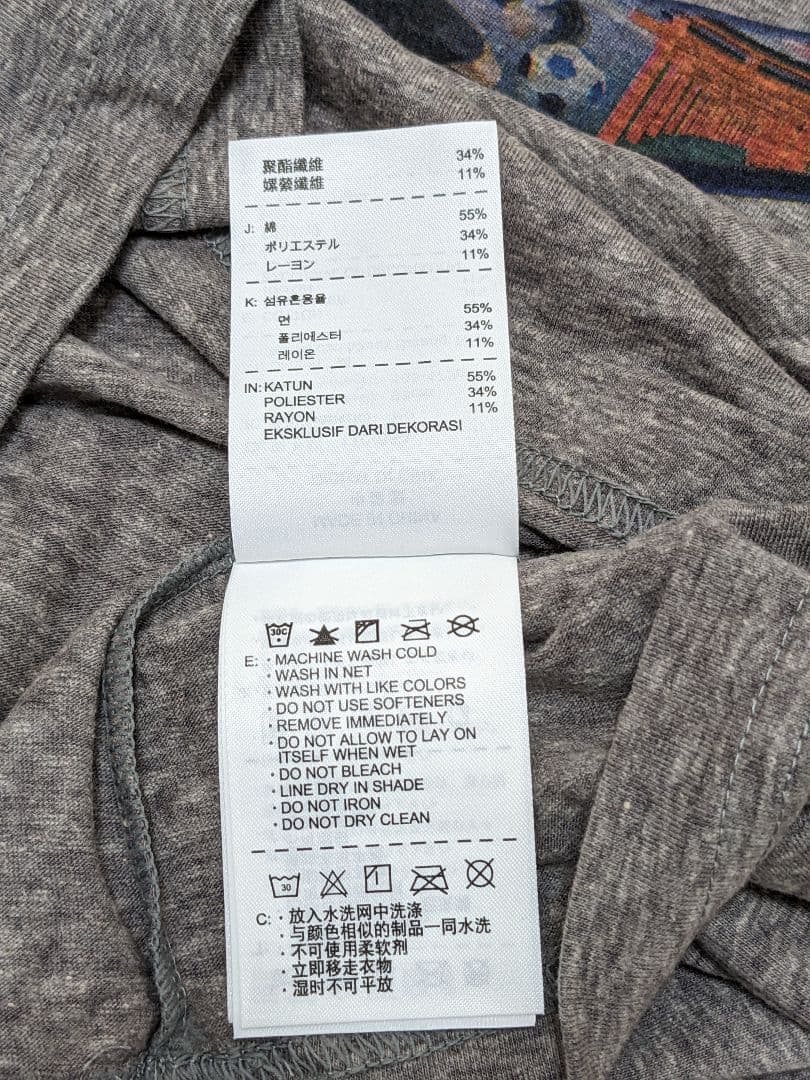 聚酯纖維 34%
嫘縈纖維 11%
J: 綿 55%
ポリエステル 34%
レーヨン 11%
K: 섬유혼용율
면 55%
폴리에스터 34%
레이온 11%
IN: KATUN 55%
POLIESTER 34%
RAYON 11%
EKSKLUSIF DARI DEKORASI
30C
E: · MACHINE WASH COLD
· WASH IN NET
· WASH WITH LIKE COLORS
· DO NOT USE SOFTENERS
· REMOVE IMMEDIATELY
· DO NOT ALLOW TO LAY ON
ITSELF WHEN WET
· DO NOT BLEACH
· LINE DRY IN SHADE
· DO NOT IRON
· DO NOT DRY CLEAN
30
C: · 放入水洗网中洗涤
· 与颜色相似的制品一同水洗
· 不可使用柔软剂
· 立即移走衣物
· 湿时不可平放